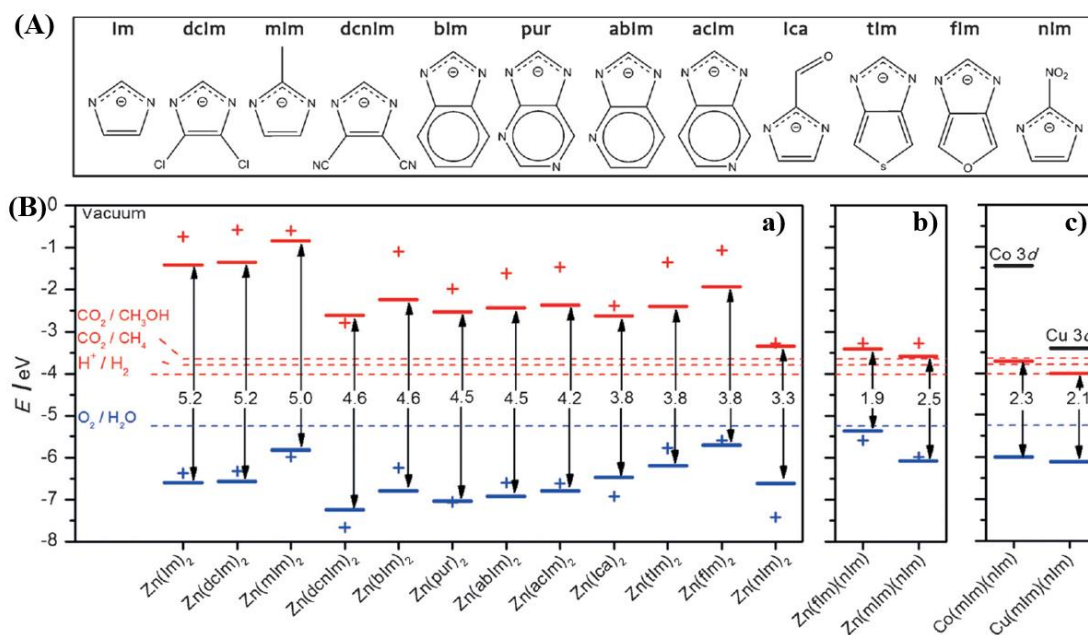 (A)
Im dcIm mIm dcnIm bIm pur abIm acIm Ica tIm fIm nIm
N N N N N N N N N N N N N N N N O N N N N NO₂
Cl Cl NC CN N N N N N N S O N N
(B)
0 Vacuum a) b) c)
-1
Co 3d
-2
CO₂ / CH₃OH
-3
Cu 3d
CO₂ / CH₄
H⁺ / H₂
-4
E / eV
5.2 5.2 5.0 4.6 4.6 4.5 4.5 4.2 3.8 3.8 3.8 3.3 1.9 2.5 2.3 2.1
O₂ / H₂O
-5
-6
-7
-8
Zn(Im)₂ Zn(dcIm)₂ Zn(mIm)₂ Zn(dcnIm)₂ Zn(bIm)₂ Zn(pur)₂ Zn(abIm)₂ Zn(acIm)₂ Zn(Ica)₂ Zn(tIm)₂ Zn(fIm)₂ Zn(nIm)₂ Zn(fIm)(nIm) Zn(mIm)(nIm) Co(mIm)(nIm) Cu(mIm)(nIm)